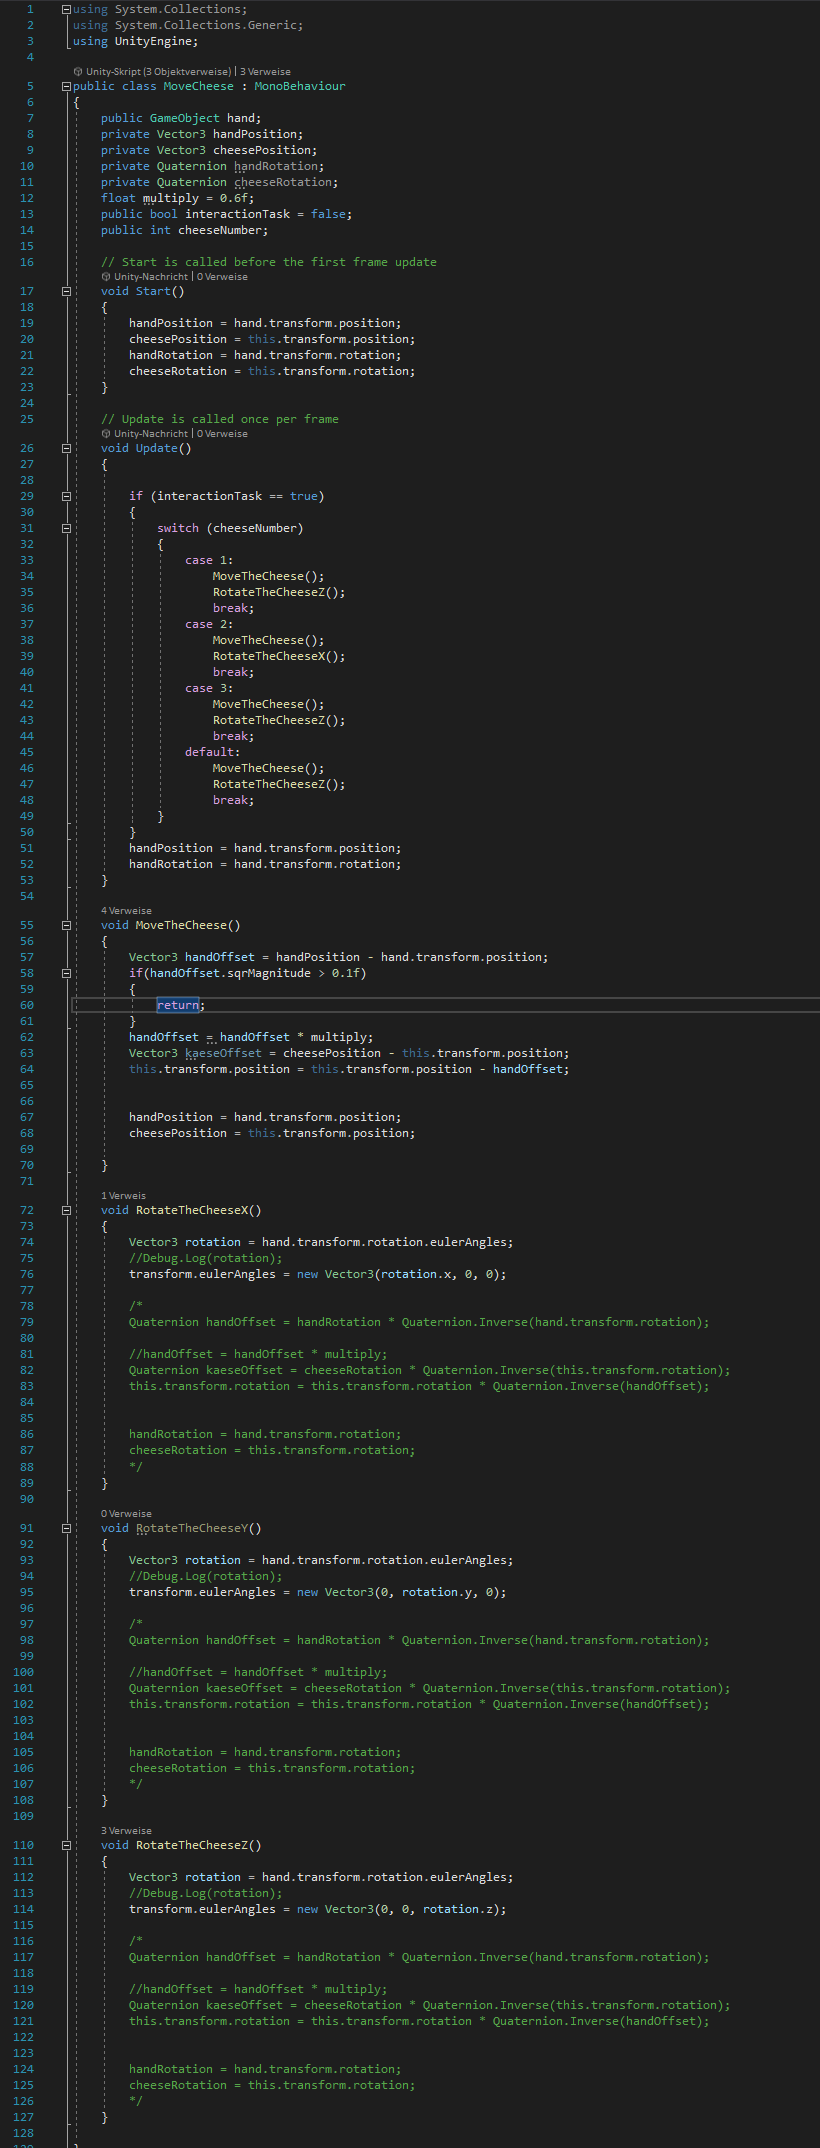 1 using System.Collections;
2 using System.Collections.Generic;
3 using UnityEngine;
4
Unity-Skript (3 Objektverweise) | 3 Verweise
5 public class MoveCheese : MonoBehaviour
6 {
7 public GameObject hand;
8 private Vector3 handPosition;
9 private Vector3 cheesePosition;
10 private Quaternion handRotation;
11 private Quaternion cheeseRotation;
12 float multiply = 0.6f;
13 public bool interactionTask = false;
14 public int cheeseNumber;
15
16 // Start is called before the first frame update
Unity-Nachricht | 0 Verweise
17 void Start()
18 {
19 handPosition = hand.transform.position;
20 cheesePosition = this.transform.position;
21 handRotation = hand.transform.rotation;
22 cheeseRotation = this.transform.rotation;
23 }
24
25 // Update is called once per frame
Unity-Nachricht | 0 Verweise
26 void Update()
27 {
28
29 if (interactionTask == true)
30 {
31 switch (cheeseNumber)
32 {
33 case 1:
34 MoveTheCheese();
35 RotateTheCheeseZ();
36 break;
37 case 2:
38 MoveTheCheese();
39 RotateTheCheeseX();
40 break;
41 case 3:
42 MoveTheCheese();
43 RotateTheCheeseZ();
44 break;
45 default:
46 MoveTheCheese();
47 RotateTheCheeseZ();
48 break;
49 }
50 }
51 handPosition = hand.transform.position;
52 handRotation = hand.transform.rotation;
53 }
54
4 Verweise
55 void MoveTheCheese()
56 {
57 Vector3 handOffset = handPosition - hand.transform.position;
58 if(handOffset.sqrMagnitude > 0.1f)
59 {
60 return;
61 }
62 handOffset = handOffset * multiply;
63 Vector3 kaeseOffset = cheesePosition - this.transform.position;
64 this.transform.position = this.transform.position - handOffset;
65
66
67 handPosition = hand.transform.position;
68 cheesePosition = this.transform.position;
69
70 }
71
1 Verweis
72 void RotateTheCheeseX()
73 {
74 Vector3 rotation = hand.transform.rotation.eulerAngles;
75 //Debug.Log(rotation);
76 transform.eulerAngles = new Vector3(rotation.x, 0, 0);
77
78 /*
79 Quaternion handOffset = handRotation * Quaternion.Inverse(hand.transform.rotation);
80
81 //handOffset = handOffset * multiply;
82 Quaternion kaeseOffset = cheeseRotation * Quaternion.Inverse(this.transform.rotation);
83 this.transform.rotation = this.transform.rotation * Quaternion.Inverse(handOffset);
84
85
86 handRotation = hand.transform.rotation;
87 cheeseRotation = this.transform.rotation;
88 */
89 }
90
0 Verweise
91 void RotateTheCheeseY()
92 {
93 Vector3 rotation = hand.transform.rotation.eulerAngles;
94 //Debug.Log(rotation);
95 transform.eulerAngles = new Vector3(0, rotation.y, 0);
96
97 /*
98 Quaternion handOffset = handRotation * Quaternion.Inverse(hand.transform.rotation);
99
100 //handOffset = handOffset * multiply;
101 Quaternion kaeseOffset = cheeseRotation * Quaternion.Inverse(this.transform.rotation);
102 this.transform.rotation = this.transform.rotation * Quaternion.Inverse(handOffset);
103
104
105 handRotation = hand.transform.rotation;
106 cheeseRotation = this.transform.rotation;
107 */
108 }
109
3 Verweise
110 void RotateTheCheeseZ()
111 {
112 Vector3 rotation = hand.transform.rotation.eulerAngles;
113 //Debug.Log(rotation);
114 transform.eulerAngles = new Vector3(0, 0, rotation.z);
115
116 /*
117 Quaternion handOffset = handRotation * Quaternion.Inverse(hand.transform.rotation);
118
119 //handOffset = handOffset * multiply;
120 Quaternion kaeseOffset = cheeseRotation * Quaternion.Inverse(this.transform.rotation);
121 this.transform.rotation = this.transform.rotation * Quaternion.Inverse(handOffset);
122
123
124 handRotation = hand.transform.rotation;
125 cheeseRotation = this.transform.rotation;
126 */
127 }
128